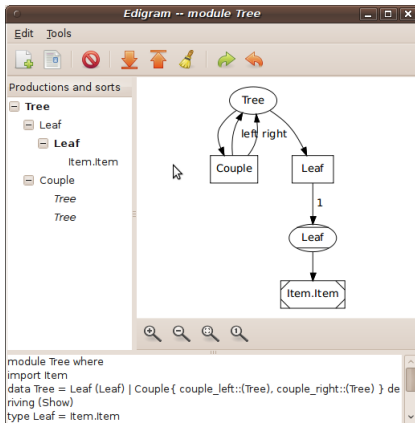 Edigram -- module Tree
Edit Tools
Productions and sorts
Tree
Leaf
Leaf
Item.Item
Couple
Tree
Tree
Tree
left right
Couple
Leaf
1
Leaf
Item.Item
module Tree where
import Item
data Tree = Leaf (Leaf) | Couple{ couple_left::(Tree), couple_right::(Tree) } de
riving (Show)
type Leaf = Item.Item